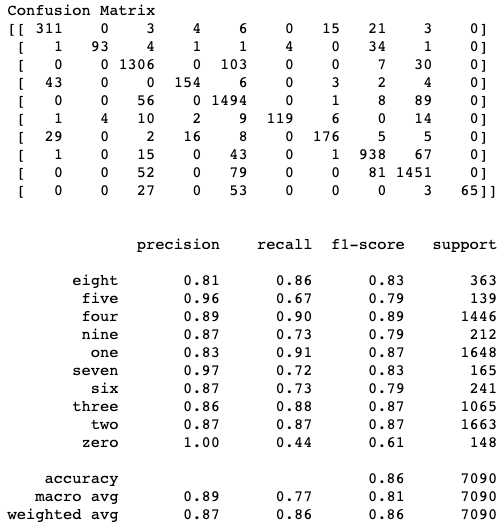 Confusion Matrix
[[ 311 0 3 4 6 0 15 21 3 0]
[ 1 93 4 1 1 4 0 34 1 0]
[ 0 0 1306 0 103 0 0 7 30 0]
[ 43 0 0 154 6 0 3 2 4 0]
[ 0 0 56 0 1494 0 1 8 89 0]
[ 1 4 10 2 9 119 6 0 14 0]
[ 29 0 2 16 8 0 176 5 5 0]
[ 1 0 15 0 43 0 1 938 67 0]
[ 0 0 52 0 79 0 0 81 1451 0]
[ 0 0 27 0 53 0 0 0 3 65]]
precision recall f1-score support
eight 0.81 0.86 0.83 363
five 0.96 0.67 0.79 139
four 0.89 0.90 0.89 1446
nine 0.87 0.73 0.79 212
one 0.83 0.91 0.87 1648
seven 0.97 0.72 0.83 165
six 0.87 0.73 0.79 241
three 0.86 0.88 0.87 1065
two 0.87 0.87 0.87 1663
zero 1.00 0.44 0.61 148
accuracy 0.86 7090
macro avg 0.89 0.77 0.81 7090
weighted avg 0.87 0.86 0.86 7090